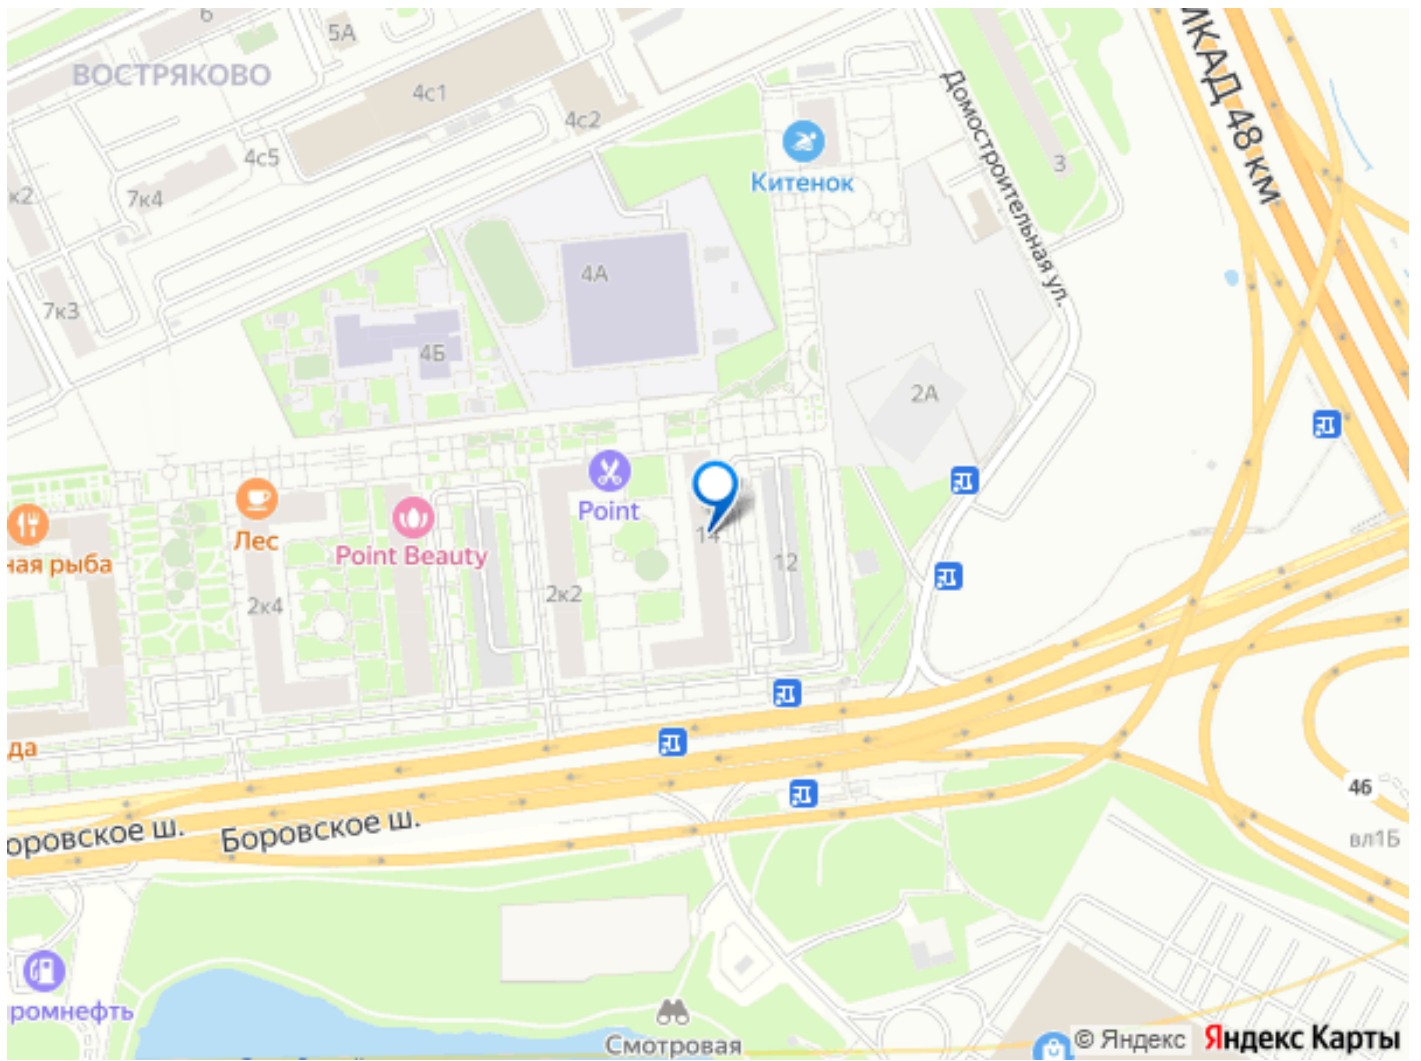 6
5А
ВОСТРЯКОВО
4с1
4с2
4с5
к2
7к4
7к3
Китенок
3
Домостроительная ул.
МКАД 48 км
4А
4Б
2А
Point
Лес
Point Beauty
ная рыба
2к4
2к2
14
12
да
Боровское ш.
оровское ш.
46
вл1Б
промнефть
Смотровая
© Яндекс
Яндекс Карты